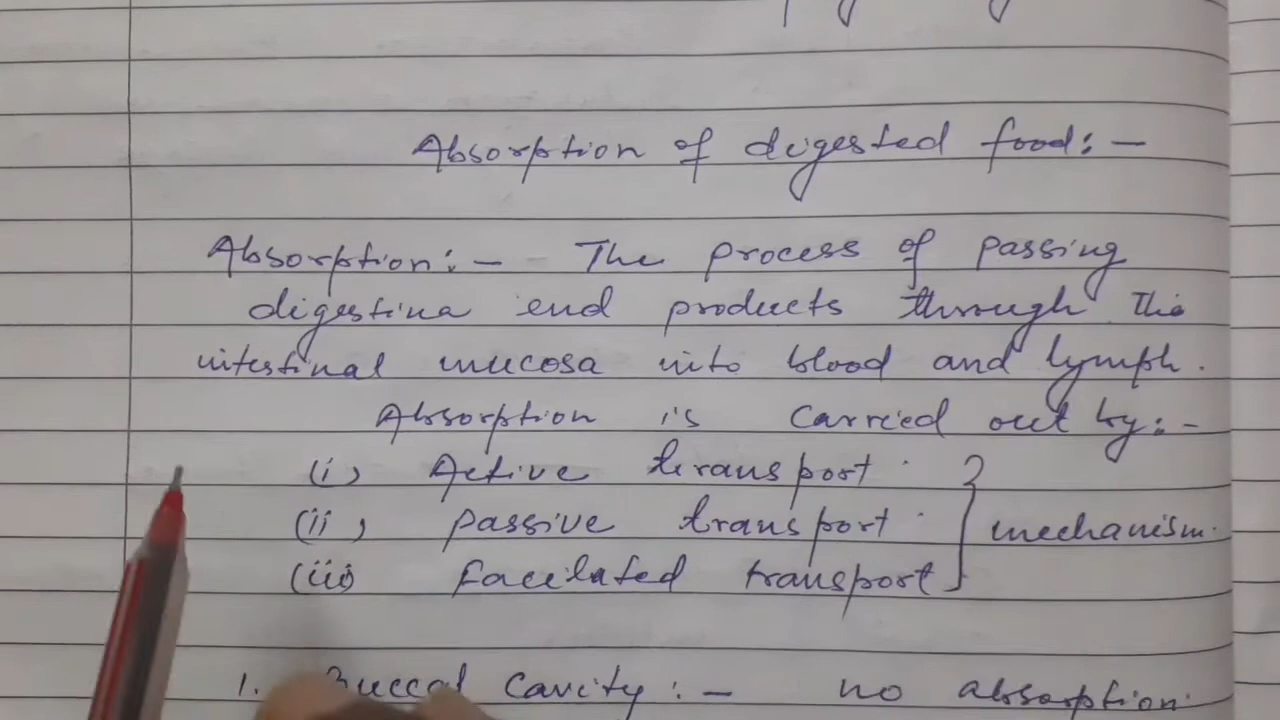 Absorption of digested food:-
Absorption:- The process of passing
digestina end products through the
intestinal mucosa into blood and lymph.
Absorption is carried out by:-
(i) Active transport
(ii) passive transport
(iii) Facilated transport } mechanism.
1. Buccal cavity:- no absorption